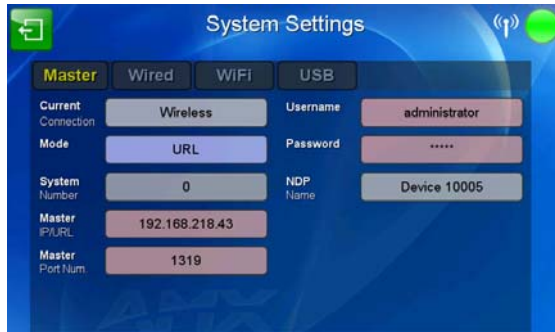 System Settings
Master Wired WiFi USB
Current
Connection
Wireless
Username
administrator
Mode
URL
Password
*****
System
Number
0
NDP
Name
Device 10005
Master
IP/URL
192.168.218.43
Master
Port Num.
1319
AMX